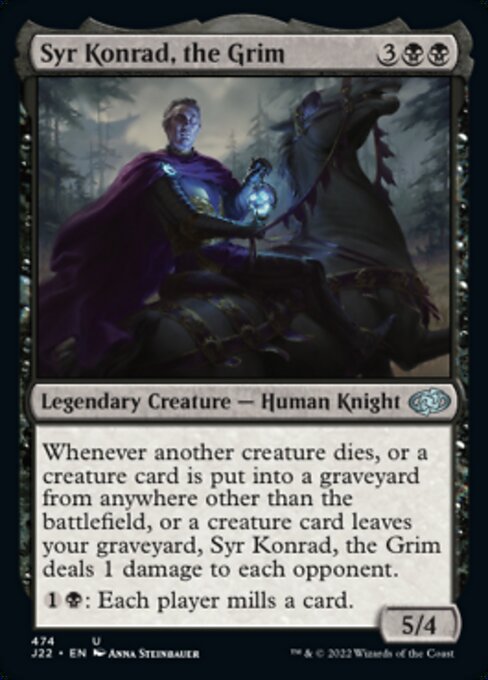 Syr Konrad, the Grim 3
Legendary Creature — Human Knight
Whenever another creature dies, or a
creature card is put into a graveyard
from anywhere other than the
battlefield, or a creature card leaves
your graveyard, Syr Konrad, the Grim
deals 1 damage to each opponent.
1 : Each player mills a card.
5/4
474 U
J22 • EN Anna Steinbauer
™ & © 2022 Wizards of the Coast